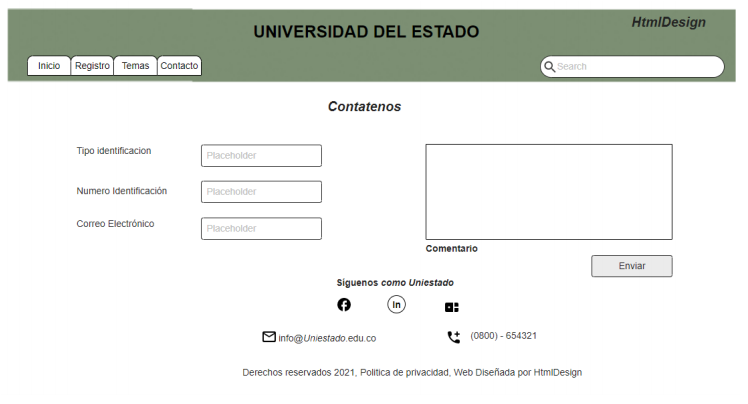 UNIVERSIDAD DEL ESTADO
HtmlDesign
Inicio Registro Temas Contacto
Search
Contatenos
Tipo identificacion Placeholder
Numero Identificación Placeholder
Correo Electrónico Placeholder
Comentario
Enviar
Síguenos como Uniestado
in
info@Uniestado.edu.co (0800) - 654321
Derechos reservados 2021, Politica de privacidad, Web Diseñada por HtmlDesign